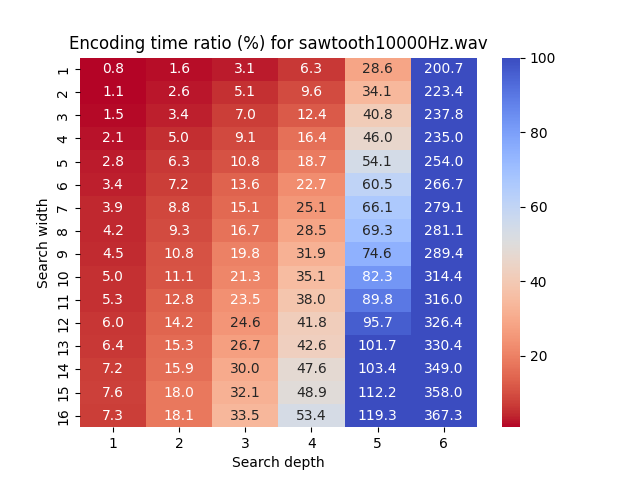 Encoding time ratio (%) for sawtooth10000Hz.wav
1 0.8 1.6 3.1 6.3 28.6 200.7
2 1.1 2.6 5.1 9.6 34.1 223.4
3 1.5 3.4 7.0 12.4 40.8 237.8
4 2.1 5.0 9.1 16.4 46.0 235.0
5 2.8 6.3 10.8 18.7 54.1 254.0
6 3.4 7.2 13.6 22.7 60.5 266.7
7 3.9 8.8 15.1 25.1 66.1 279.1
8 4.2 9.3 16.7 28.5 69.3 281.1
9 4.5 10.8 19.8 31.9 74.6 289.4
10 5.0 11.1 21.3 35.1 82.3 314.4
11 5.3 12.8 23.5 38.0 89.8 316.0
12 6.0 14.2 24.6 41.8 95.7 326.4
13 6.4 15.3 26.7 42.6 101.7 330.4
14 7.2 15.9 30.0 47.6 103.4 349.0
15 7.6 18.0 32.1 48.9 112.2 358.0
16 7.3 18.1 33.5 53.4 119.3 367.3
1 2 3 4 5 6
Search depth
Search width
100
80
60
40
20